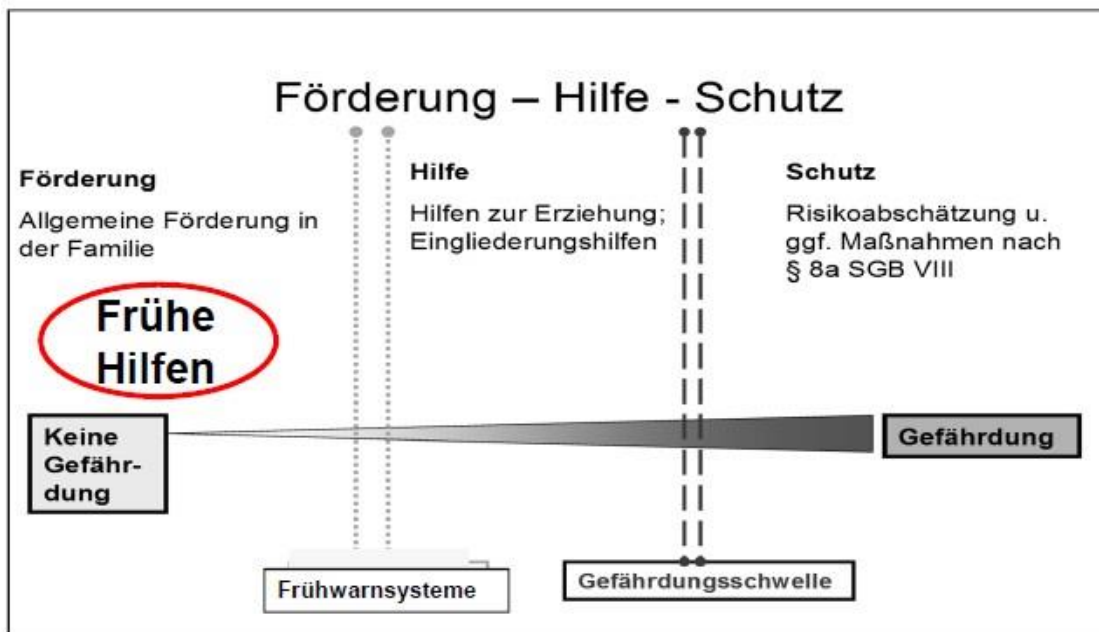 Förderung – Hilfe - Schutz
Förderung
Allgemeine Förderung in
der Familie
Hilfe
Hilfen zur Erziehung;
Eingliederungshilfen
Schutz
Risikoabschätzung u.
ggf. Maßnahmen nach
§ 8a SGB VIII
Frühe
Hilfen
Keine
Gefähr-
dung
Gefährdung
Frühwarnsysteme
Gefährdungsschwelle